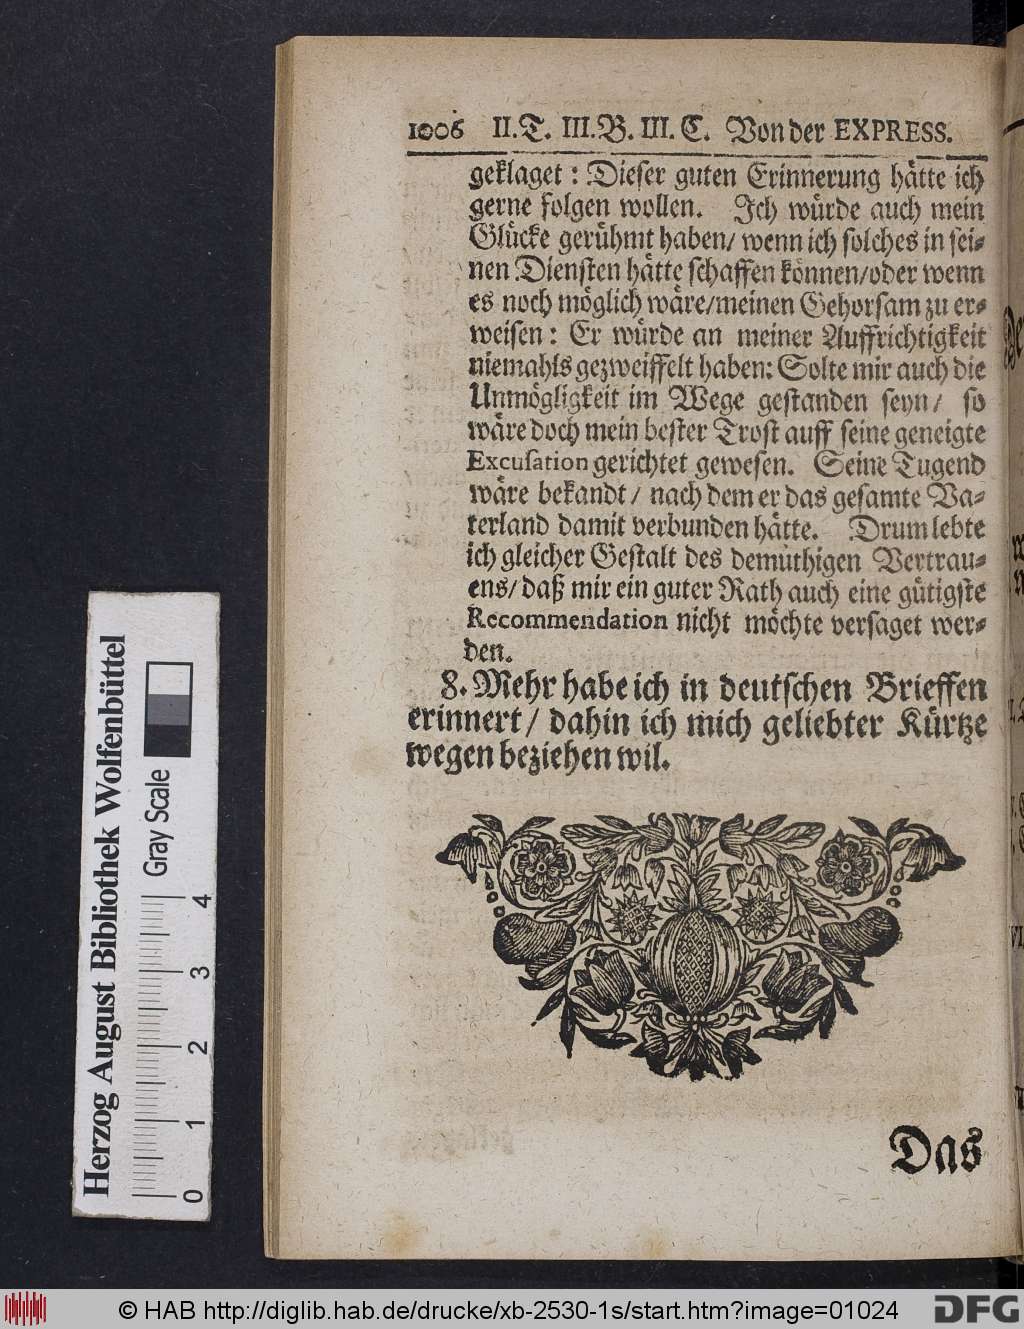 1006 II.T. III.B. III. C. Von der EXPRESS.
geklaget : Dieser guten Erinnerung hätte ich
gerne folgen wollen. Ich würde auch mein
Glücke gerühmt haben/ wenn ich solches in sei-
nen Diensten hätte schaffen können/oder wenn
es noch möglich wäre/meinen Gehorsam zu er-
weisen : Er würde an meiner Auffrichtigkeit
niemahls gezweiffelt haben: Solte mir auch die
Unmögligkeit im Wege gestanden seyn/ so
wäre doch mein bester Trost auff seine geneigte
Excusation gerichtet gewesen. Seine Tugend
wäre bekandt/ nach dem er das gesamte Va-
terland damit verbunden hätte. Drum lebte
ich gleicher Gestalt des demüthigen Vertrau-
ens/ daß mir ein guter Rath auch eine gütigste
Recommendation nicht möchte versaget wer-
den.
8. Mehr habe ich in deutschen Brieffen
erinnert/ dahin ich mich geliebter Kürtze
wegen beziehen wil.
Das
Herzog August Bibliothek Wolfenbüttel
Gray Scale
0 1 2 3 4
© HAB http://diglib.hab.de/drucke/xb-2530-1s/start.htm?image=01024
DFG